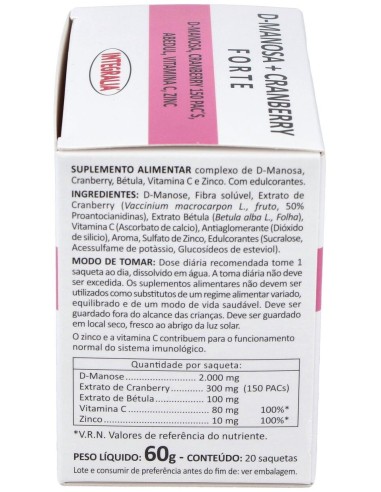 D-MANOSA + CRANBERRY
FORTE
D-MANOSA, CRANBERRY 150 PAC'S,
ABEDUL, VITAMINA C, ZINC
INTEGRALIA
SUPLEMENTO ALIMENTAR complexo de D-Manosa,
Cranberry, Bétula, Vitamina C e Zinco. Com edulcorantes.
INGREDIENTES: D-Manose, Fibra solúvel, Extrato de
Cranberry (Vaccinium macrocarpon L., fruto, 50%
Proantocianidinas), Extrato Bétula (Betula alba L., Folha),
Vitamina C (Ascorbato de calcio), Antiaglomerante (Dióxido
de silicio), Aroma, Sulfato de Zinco, Edulcorantes (Sucralose,
Acessulfame de potássio, Glucosídeos de esteviol).
MODO DE TOMAR: Dose diária recomendada tome 1
saqueta ao dia, dissolvido em água. A toma diária não deve
ser excedida. Os suplementos alimentares não devem ser
utilizados como substitutos de um regime alimentar variado,
equilibrado e de um modo de vida saudável. Deve ser
guardado fora do alcance das crianças. Deve ser guardado
em local seco, fresco ao abrigo da luz solar.
O zinco e a vitamina C contribuem para o funcionamento
normal do sistema imunológico.
Quantidade por saqueta:
D-Manose 2.000 mg
Extrato de Cranberry 300 mg (150 PACs)
Extrato de Bétula 100 mg
Vitamina C 80 mg 100%*
Zinco 10 mg 100%*
*V.R.N. Valores de referência do nutriente.
PESO LÍQUIDO: 60g - CONTEÚDO: 20 saquetas
Lote e consumir de preferência antes do fim de: ver embalagem.